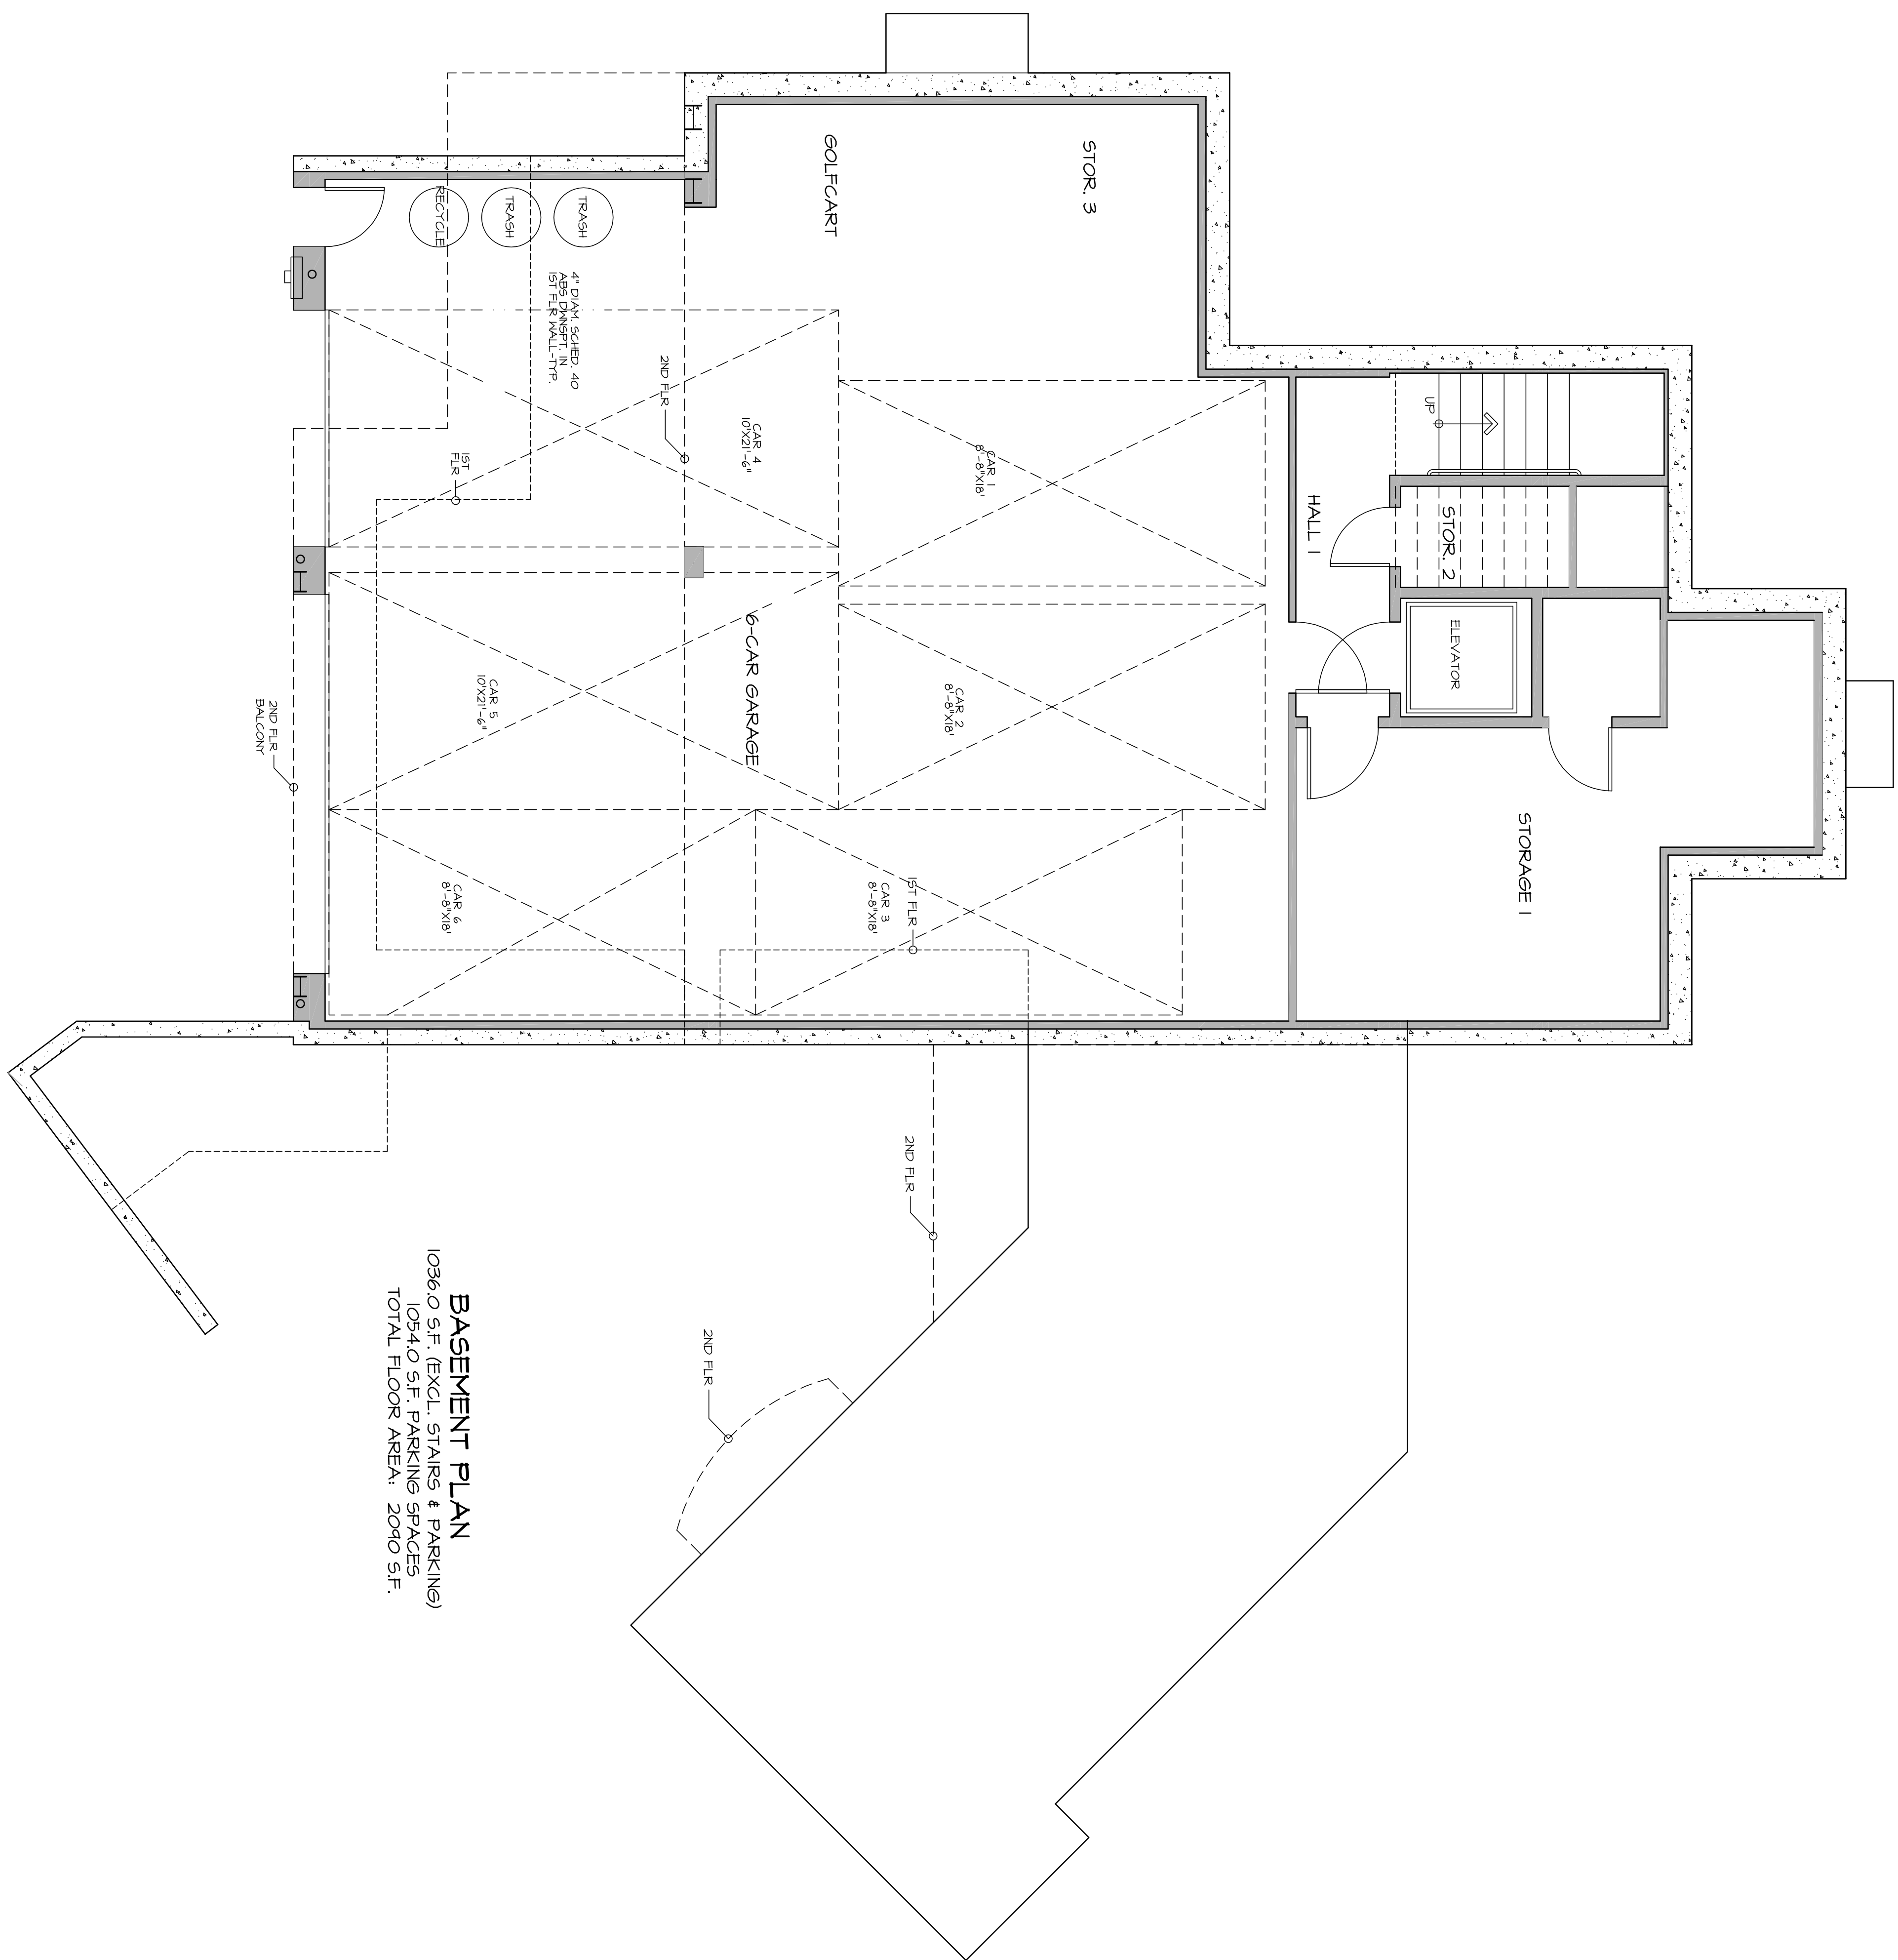 STOR. 3
GOLFCART
RECYCLE
TRASH
TRASH
4" DIAM. SCHED. 40
ABS DWNSPT. IN
1ST FLR WALL-TYP.
2ND FLR
1ST
FLR
CAR 4
10'X21'-6"
CAR 1
8'-8"X18'
UP
HALL 1
STOR. 2
ELEVATOR
6-CAR GARAGE
CAR 2
8'-8"X18'
CAR 5
10'X21'-6"
2ND FLR
BALCONY
STORAGE 1
1ST FLR
CAR 3
8'-8"X18'
CAR 6
8'-8"X18'
2ND FLR
2ND FLR
BASEMENT PLAN
1036.0 S.F. (EXCL. STAIRS & PARKING)
1054.0 S.F. PARKING SPACES
TOTAL FLOOR AREA: 2090 S.F.